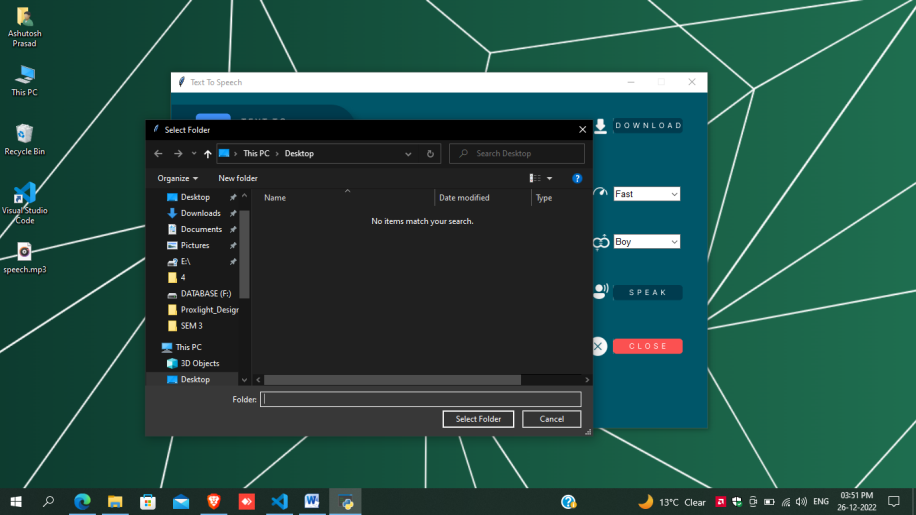 Ashutosh
Prasad
This PC
Recycle Bin
Visual Studio
Code
speech.mp3
Text To Speech
Select Folder
This PC
Desktop
Search Desktop
Organize
New folder
Desktop
Downloads
Documents
Pictures
E:\
4
DATABASE (F:)
Proxlight_Design
SEM 3
This PC
3D Objects
Desktop
Name
Date modified
Type
No items match your search.
Folder:
Select Folder
Cancel
DOWNLOAD
Fast
Boy
SPEAK
CLOSE
13°C Clear
ENG
03:51 PM
26-12-2022